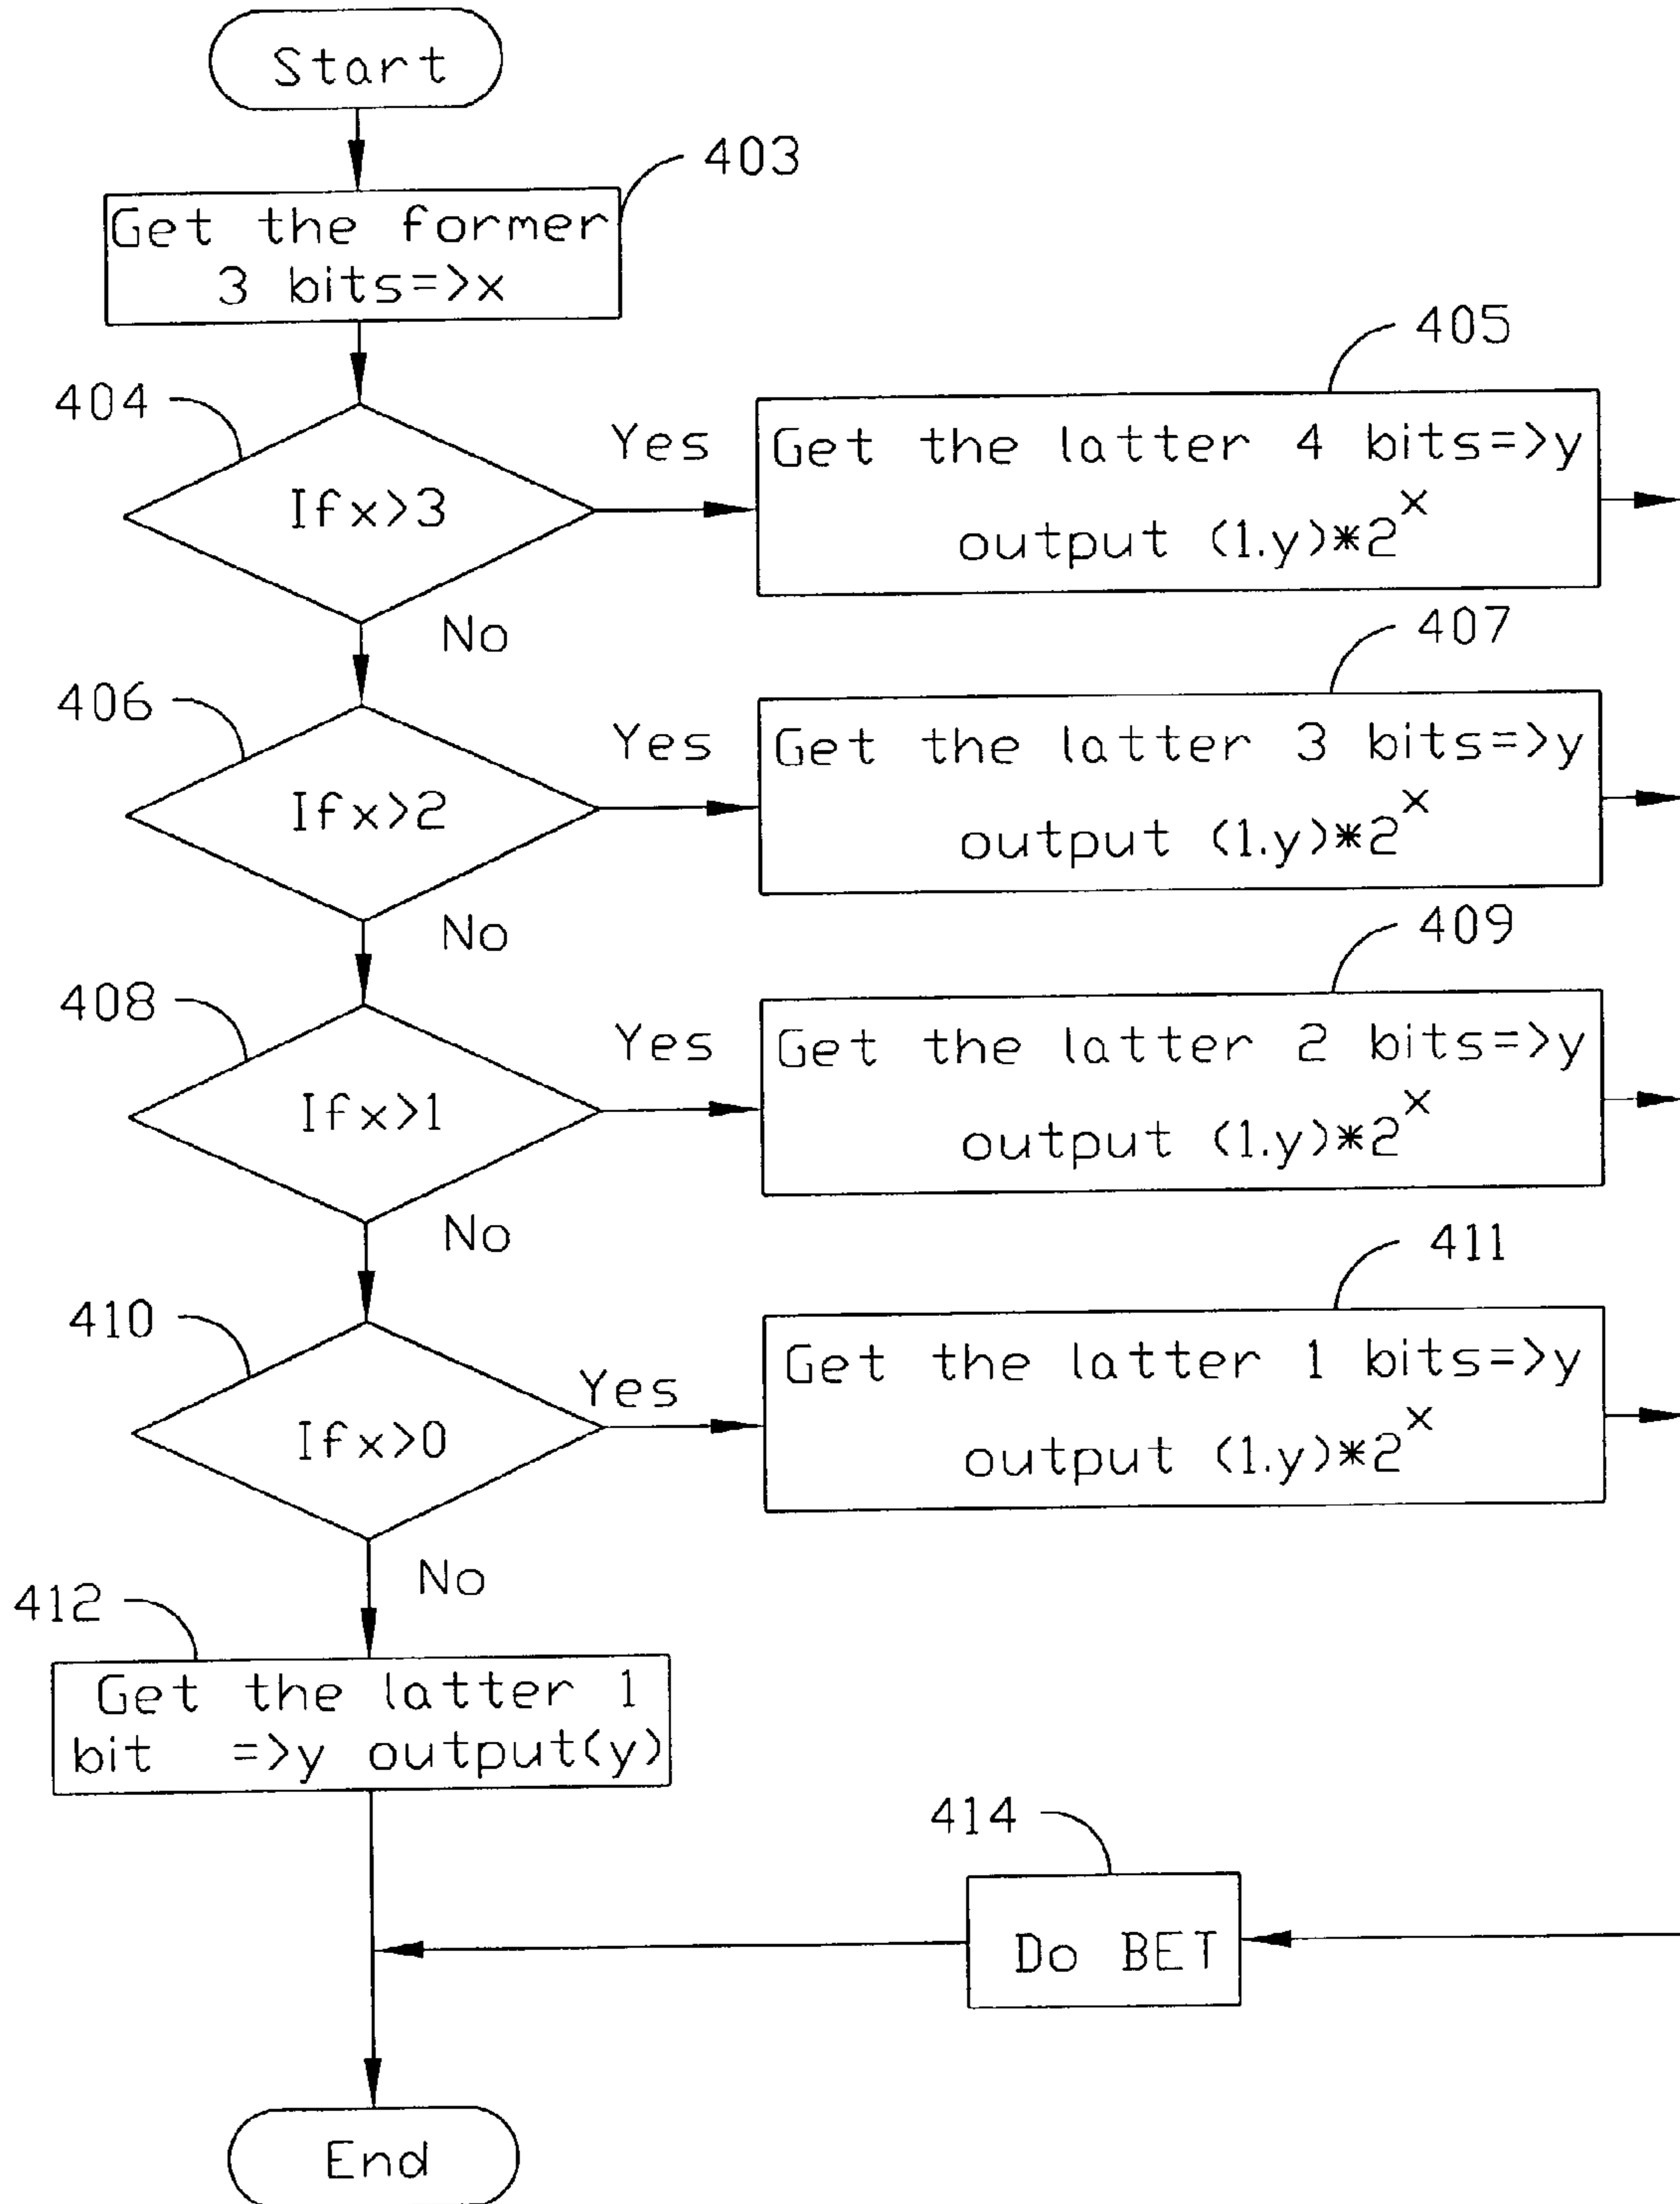 Start
403
Get the former
3 bits=>x
404
If x>3
Yes
405
Get the latter 4 bits=>y
output (1.y)*2^x
No
406
If x>2
Yes
407
Get the latter 3 bits=>y
output (1.y)*2^x
No
408
If x>1
Yes
409
Get the latter 2 bits=>y
output (1.y)*2^x
No
410
If x>0
Yes
411
Get the latter 1 bits=>y
output (1.y)*2^x
No
412
Get the latter 1
bit =>y output(y)
414
Do BET
End